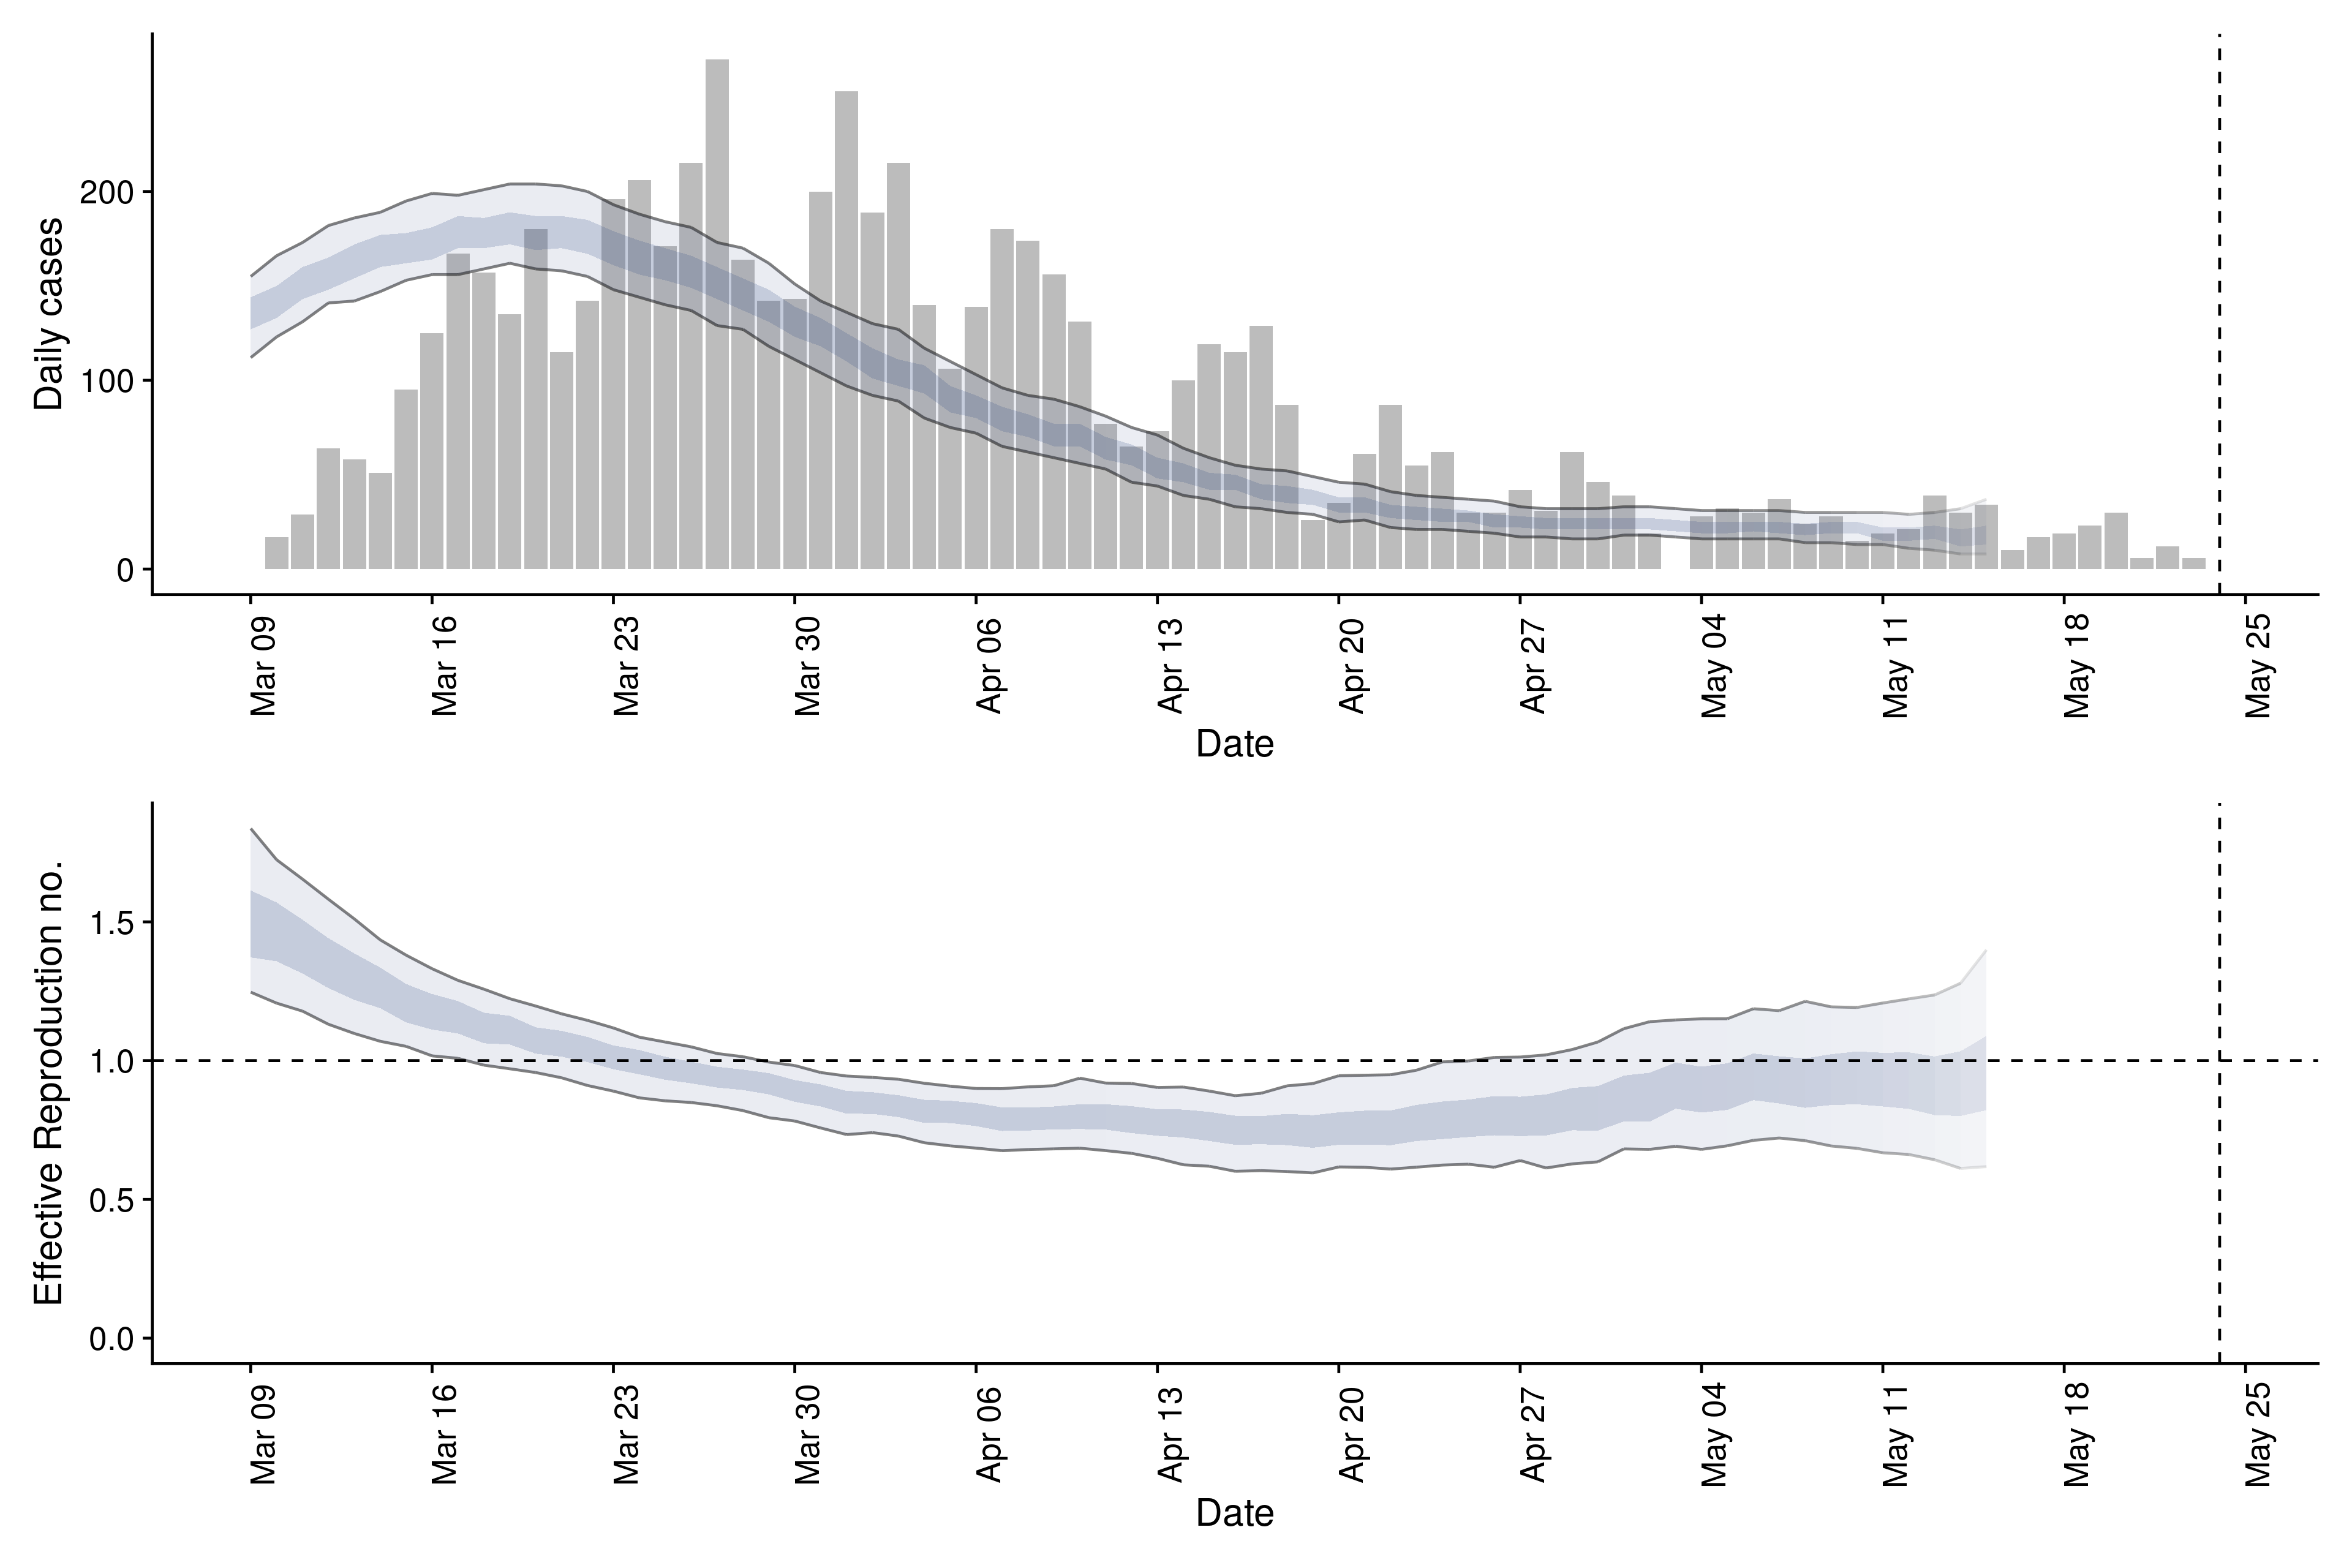 Daily cases
200
100
0
Mar 09
Mar 16
Mar 23
Mar 30
Apr 06
Apr 13
Apr 20
Apr 27
May 04
May 11
May 18
May 25
Date
Effective Reproduction no.
1.5
1.0
0.5
0.0
Mar 09
Mar 16
Mar 23
Mar 30
Apr 06
Apr 13
Apr 20
Apr 27
May 04
May 11
May 18
May 25
Date